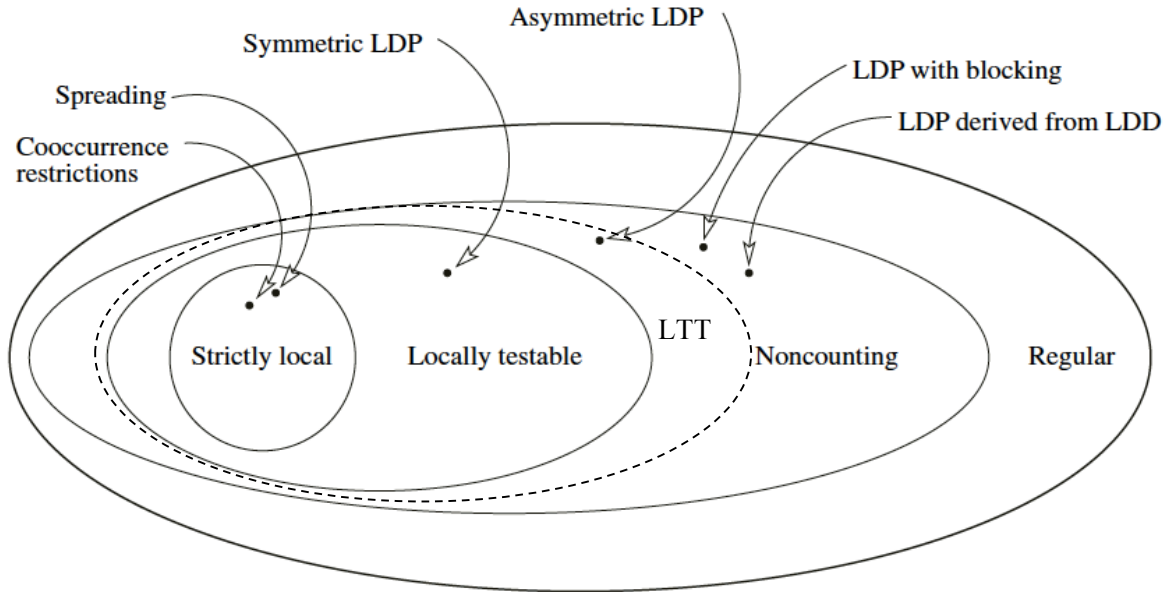 Asymmetric LDP
Symmetric LDP
LDP with blocking
Spreading
LDP derived from LDD
Cooccurrence
restrictions
LTT
Strictly local
Locally testable
Noncounting
Regular